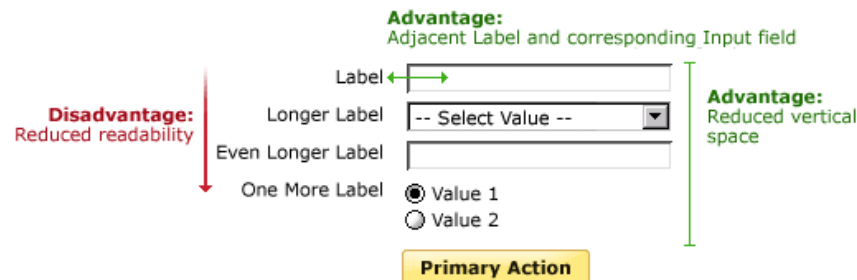 Advantage:
Adjacent Label and corresponding Input field
Label
Disadvantage:
Reduced readability
Longer Label
-- Select Value --
Advantage:
Reduced vertical
space
Even Longer Label
One More Label
Value 1
Value 2
Primary Action